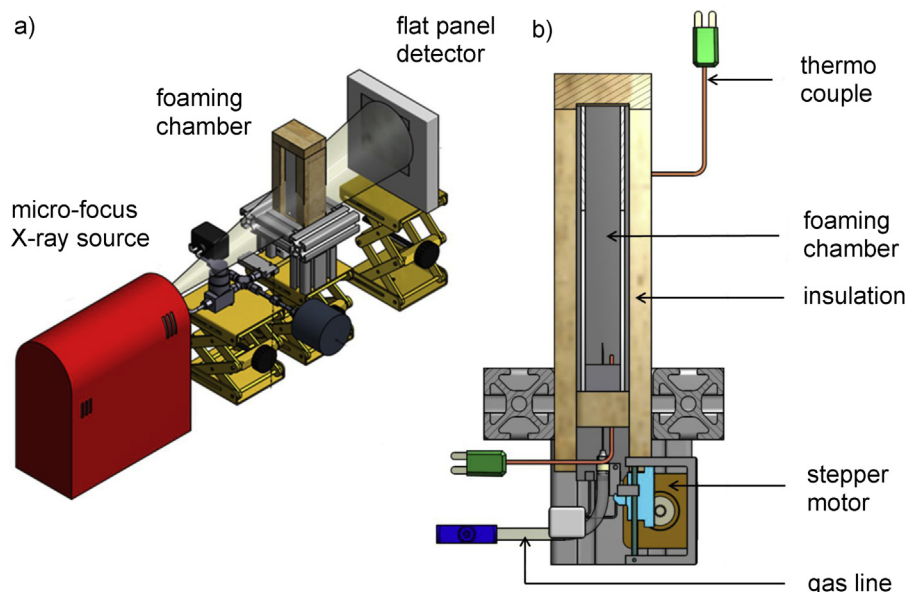 a)
flat panel
detector
foaming
chamber
micro-focus
X-ray source
b)
thermo
couple
foaming
chamber
insulation
stepper
motor
gas line